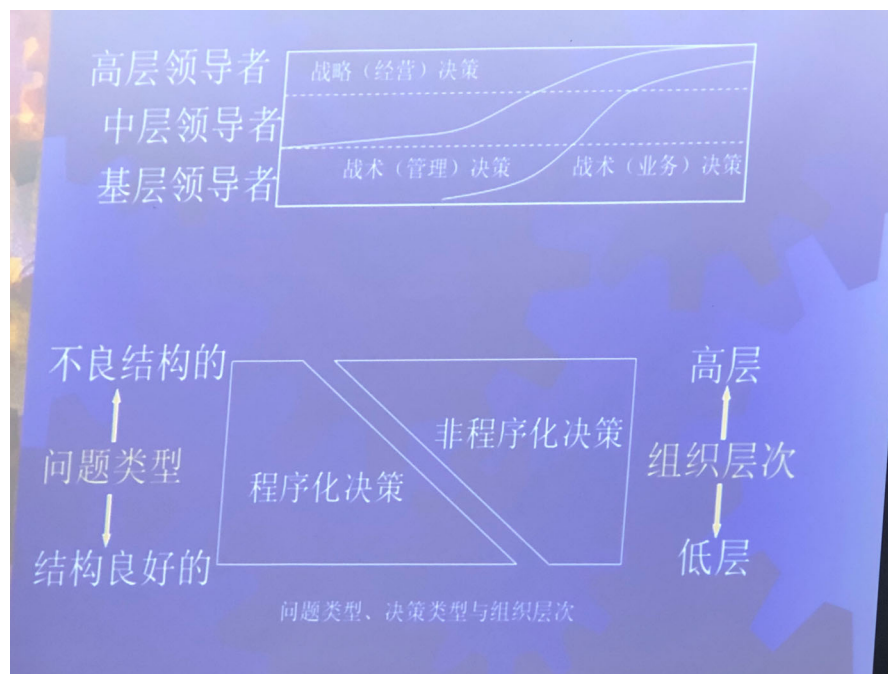 高层领导者
战略（经营）决策
中层领导者
基层领导者
战术（管理）决策
战术（业务）决策
不良结构的
高层
问题类型
程序化决策
非程序化决策
组织层次
结构良好的
低层
问题类型、决策类型与组织层次